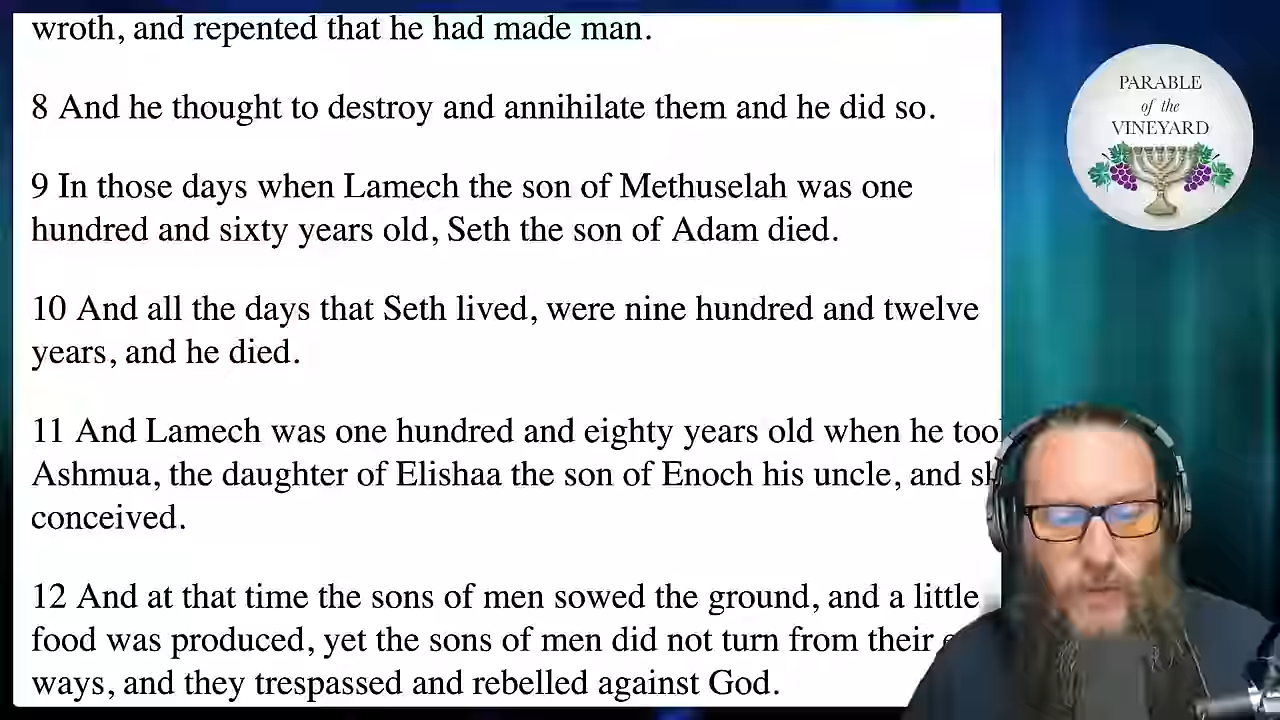 wroth, and repented that he had made man.
8 And he thought to destroy and annihilate them and he did so.
9 In those days when Lamech the son of Methuselah was one
hundred and sixty years old, Seth the son of Adam died.
10 And all the days that Seth lived, were nine hundred and twelve
years, and he died.
11 And Lamech was one hundred and eighty years old when he
Ashmua, the daughter of Elishaa the son of Enoch his uncle, and
conceived.
12 And at that time the sons of men sowed the ground, and a little
food was produced, yet the sons of men did not turn from their
ways, and they trespassed and rebelled against God.
PARABLE
of the
VINEYARD